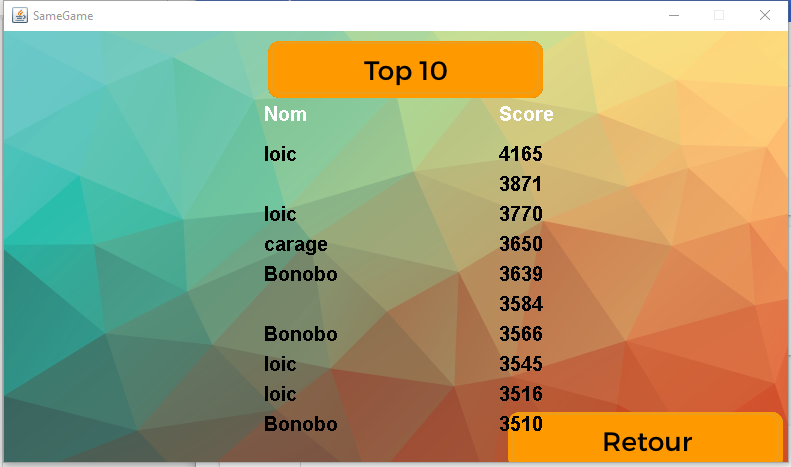 SameGame
Top 10
Nom Score
loic 4165
3871
loic 3770
carage 3650
Bonobo 3639
3584
Bonobo 3566
loic 3545
loic 3516
Bonobo 3510
Retour